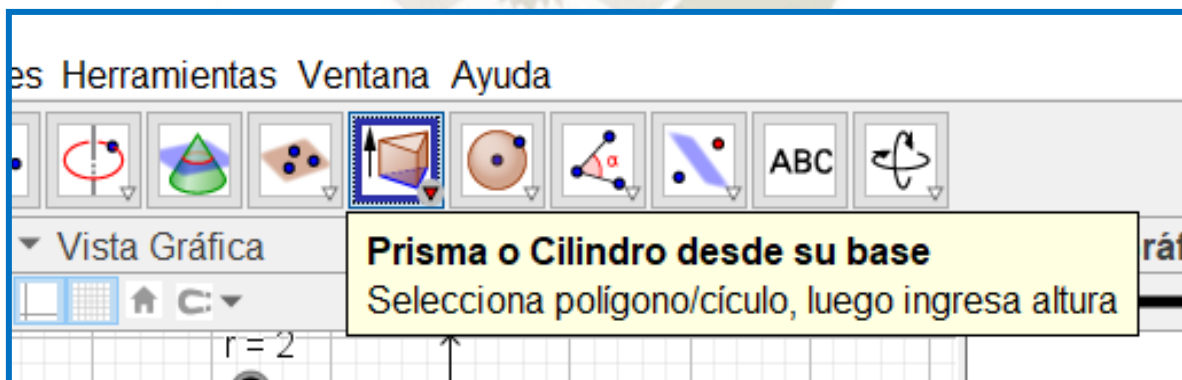 es Herramientas Ventana Ayuda
α ABC
Vista Gráfica
Prisma o Cilindro desde su base
ráf
Selecciona polígono/cículo, luego ingresa altura
r = 2